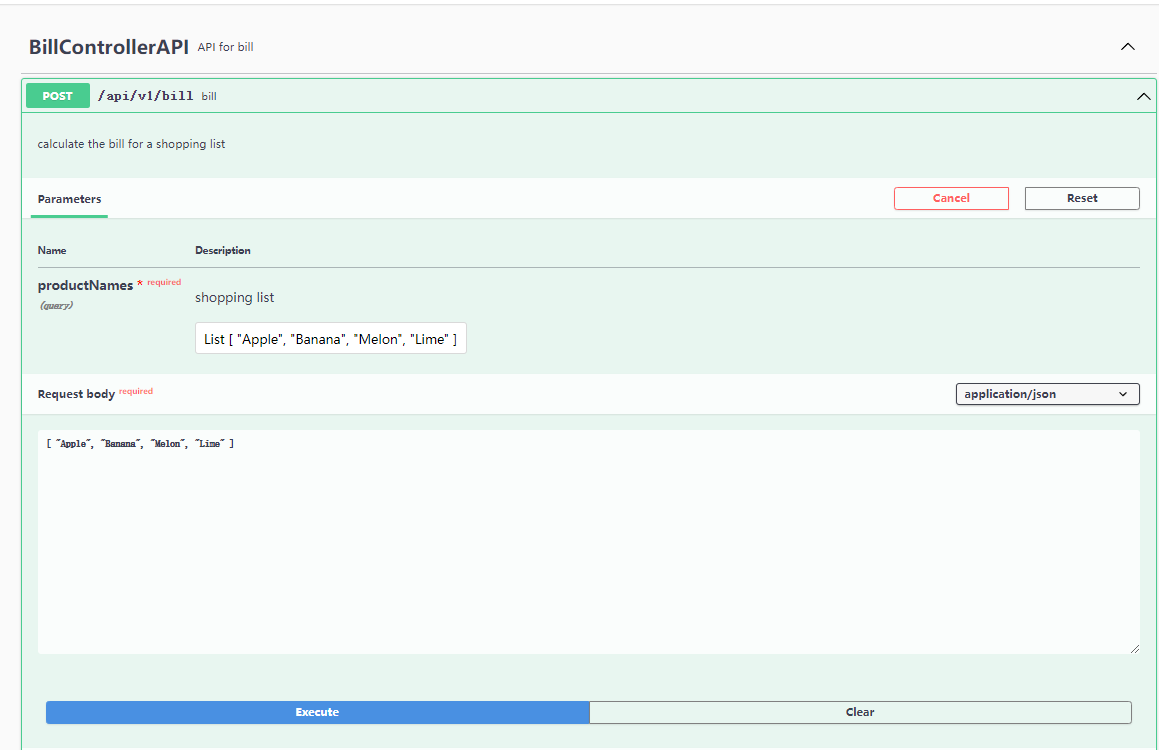 BillControllerAPI API for bill
POST /api/v1/bill bill
calculate the bill for a shopping list
Parameters Cancel Reset
Name Description
productNames * required
(query)
shopping list
List [ "Apple", "Banana", "Melon", "Lime" ]
Request body required application/json
[ "Apple", "Banana", "Melon", "Lime" ]
Execute Clear